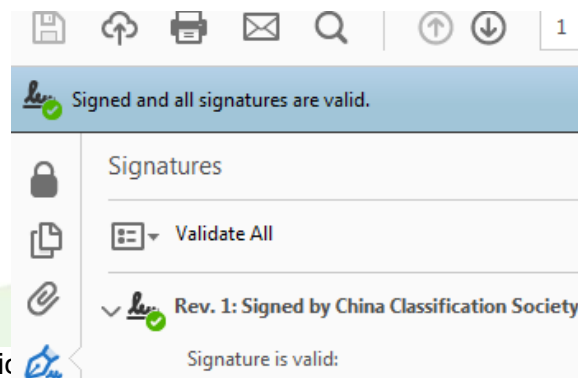 1
Signed and all signatures are valid.
Signatures
Validate All
Rev. 1: Signed by China Classification Society
Signature is valid: